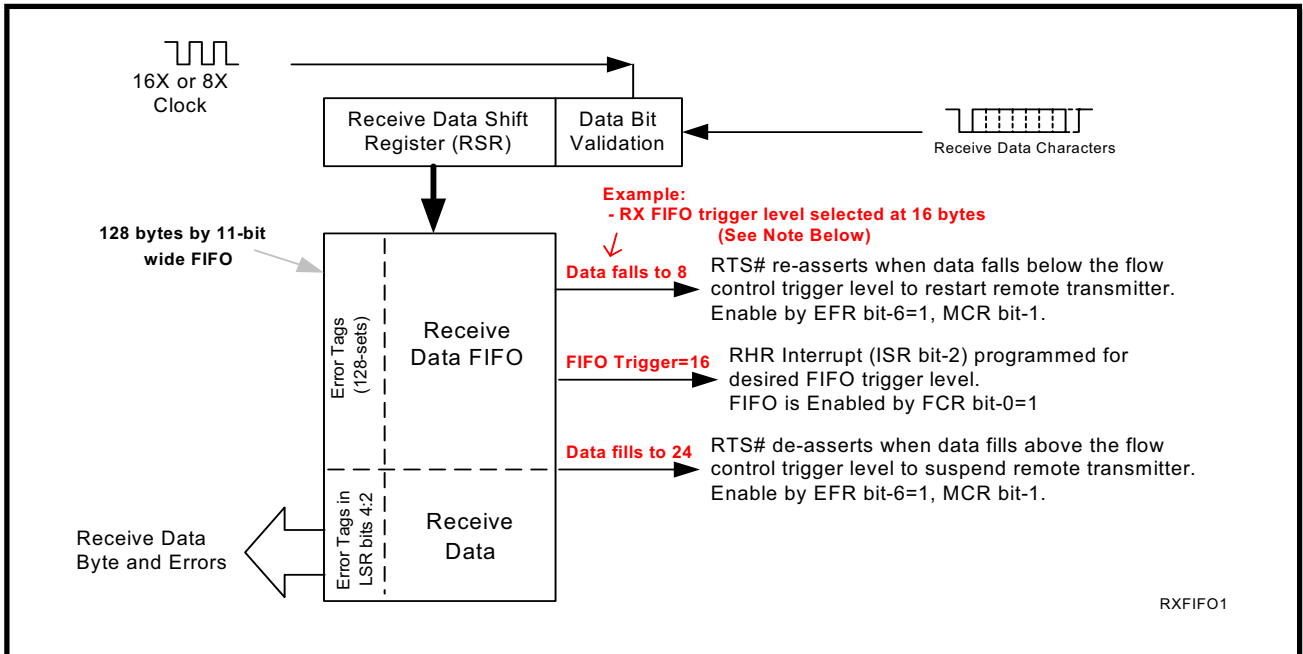 16X or 8X
Clock
Receive Data Shift
Register (RSR)
Data Bit
Validation
Receive Data Characters
Example:
- RX FIFO trigger level selected at 16 bytes
(See Note Below)
128 bytes by 11-bit
wide FIFO
Error Tags
(128-sets)
Receive
Data FIFO
Data falls to 8
RTS# re-asserts when data falls below the flow
control trigger level to restart remote transmitter.
Enable by EFR bit-6=1, MCR bit-1.
FIFO Trigger=16
RHR Interrupt (ISR bit-2) programmed for
desired FIFO trigger level.
FIFO is Enabled by FCR bit-0=1
Data fills to 24
RTS# de-asserts when data fills above the flow
control trigger level to suspend remote transmitter.
Enable by EFR bit-6=1, MCR bit-1.
Error Tags in
LSR bits 4:2
Receive
Data
Receive Data
Byte and Errors
RXFIFO1